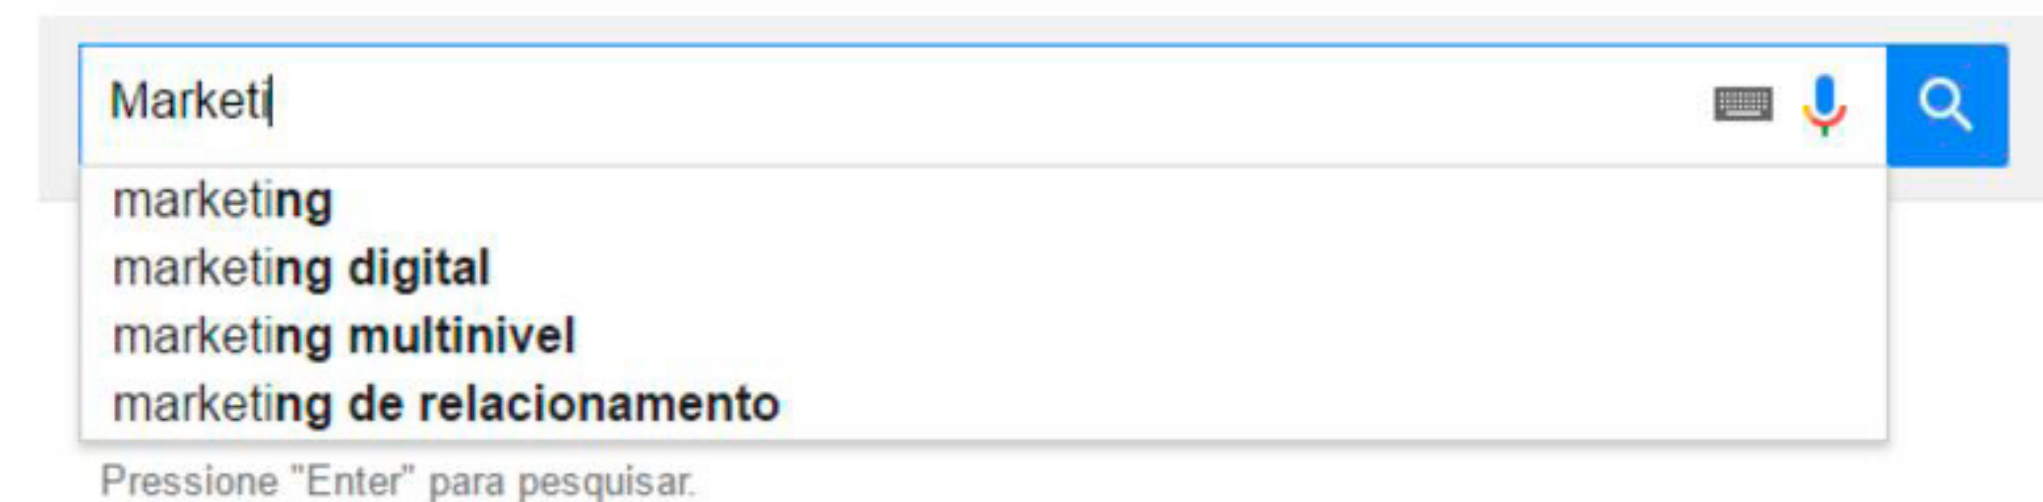 Marketi
marketing
marketing digital
marketing multinivel
marketing de relacionamento
Pressione "Enter" para pesquisar.